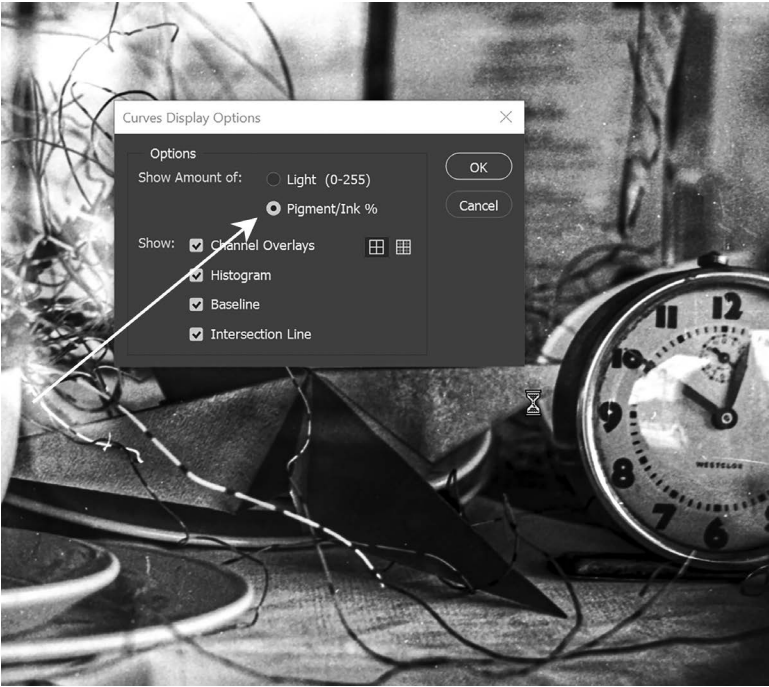 Curves Display Options
Options
Show Amount of:
Light (0-255)
Pigment/Ink %
Show:
Channel Overlays
Histogram
Baseline
Intersection Line
OK
Cancel
11 12
10
9
8
7 6
WESTCLOX